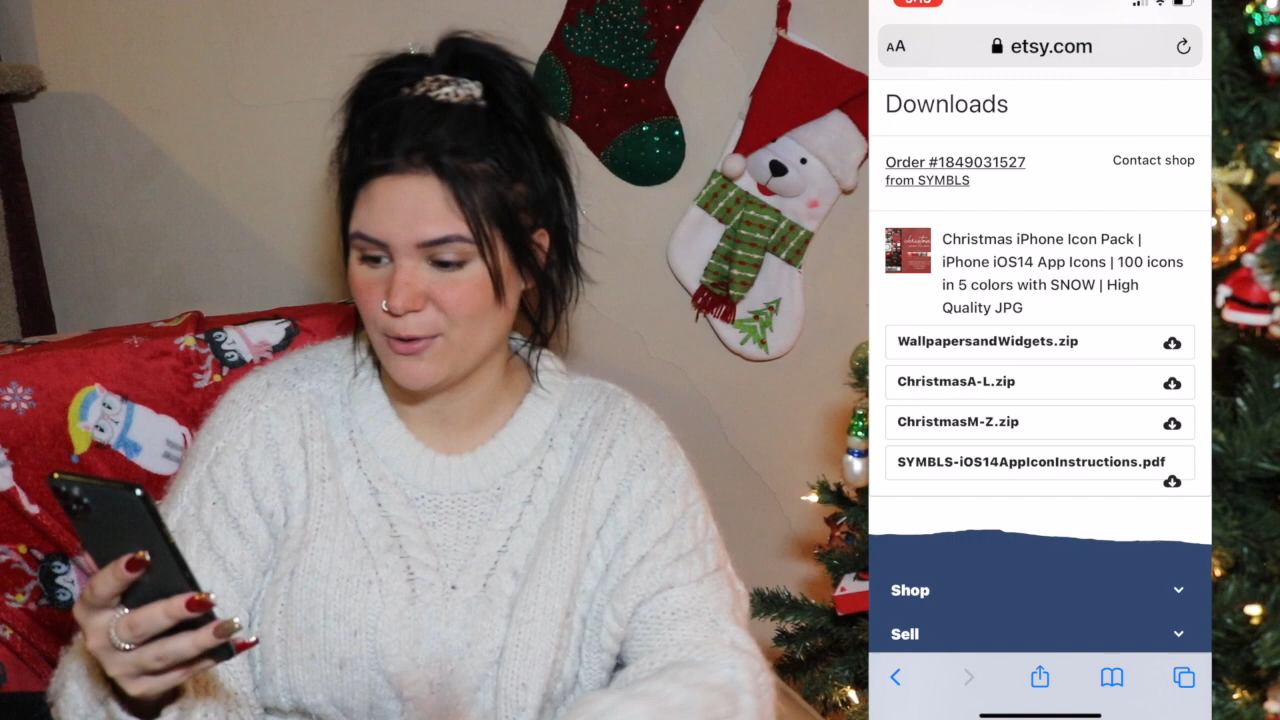 AA
etsy.com
Downloads
Order #1849031527
Contact shop
from SYMBLS
Christmas iPhone Icon Pack |
iPhone iOS14 App Icons | 100 icons
in 5 colors with SNOW | High
Quality JPG
WallpapersandWidgets.zip
ChristmasA-L.zip
ChristmasM-Z.zip
SYMBLS-iOS14AppIconInstructions.pdf
Shop
Sell